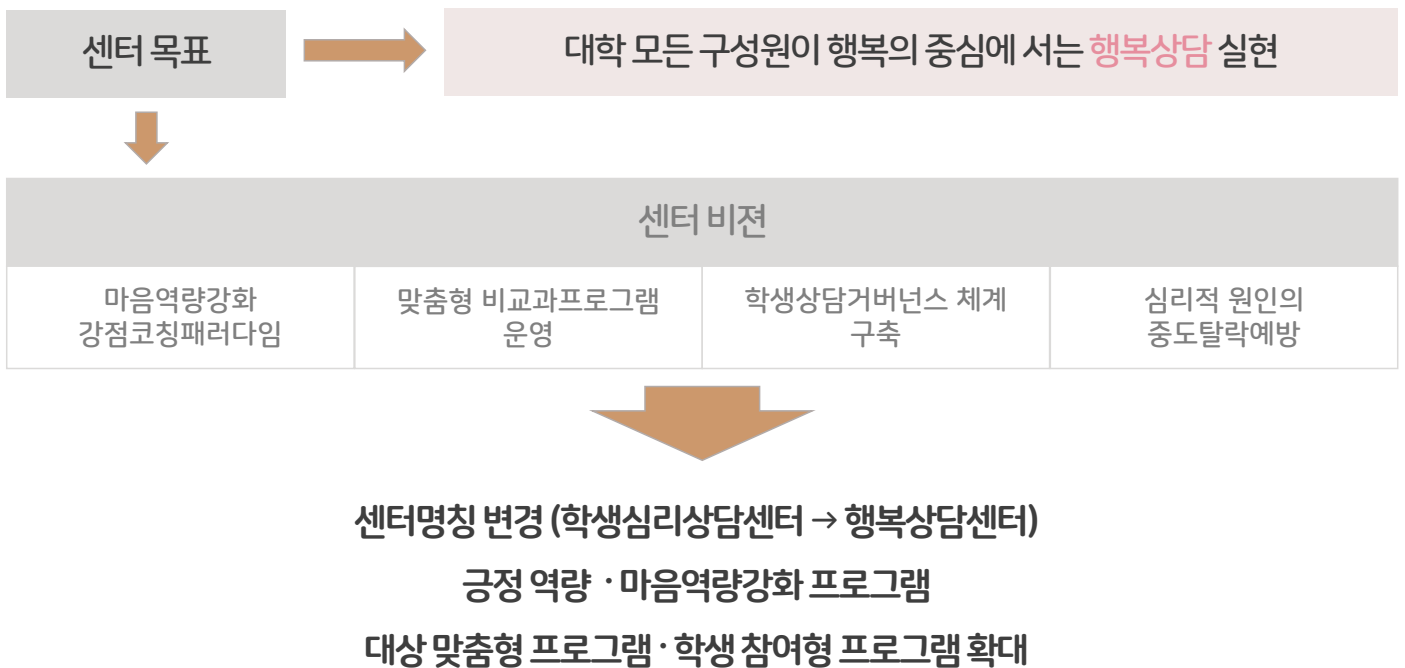 센터 목표
대학 모든 구성원이 행복의 중심에 서는 행복상담 실현
센터 비젼
마음역량강화
강점코칭패러다임
맞춤형 비교과프로그램
운영
학생상담거버넌스 체계
구축
심리적 원인의
중도탈락예방
센터명칭 변경 (학생심리상담센터 → 행복상담센터)
긍정 역량 · 마음역량강화 프로그램
대상 맞춤형 프로그램 · 학생 참여형 프로그램 확대